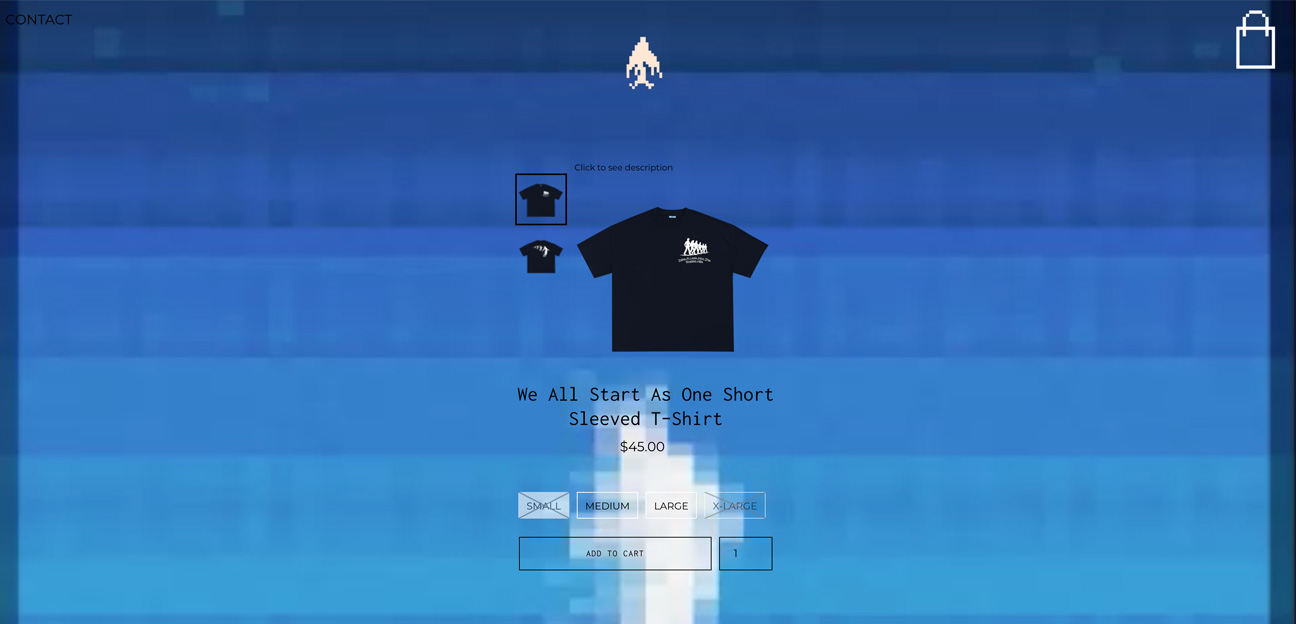 CONTACT
Click to see description
We All Start As One Short
Sleeved T-Shirt
$45.00
SMALL
MEDIUM
LARGE
X-LARGE
ADD TO CART
1